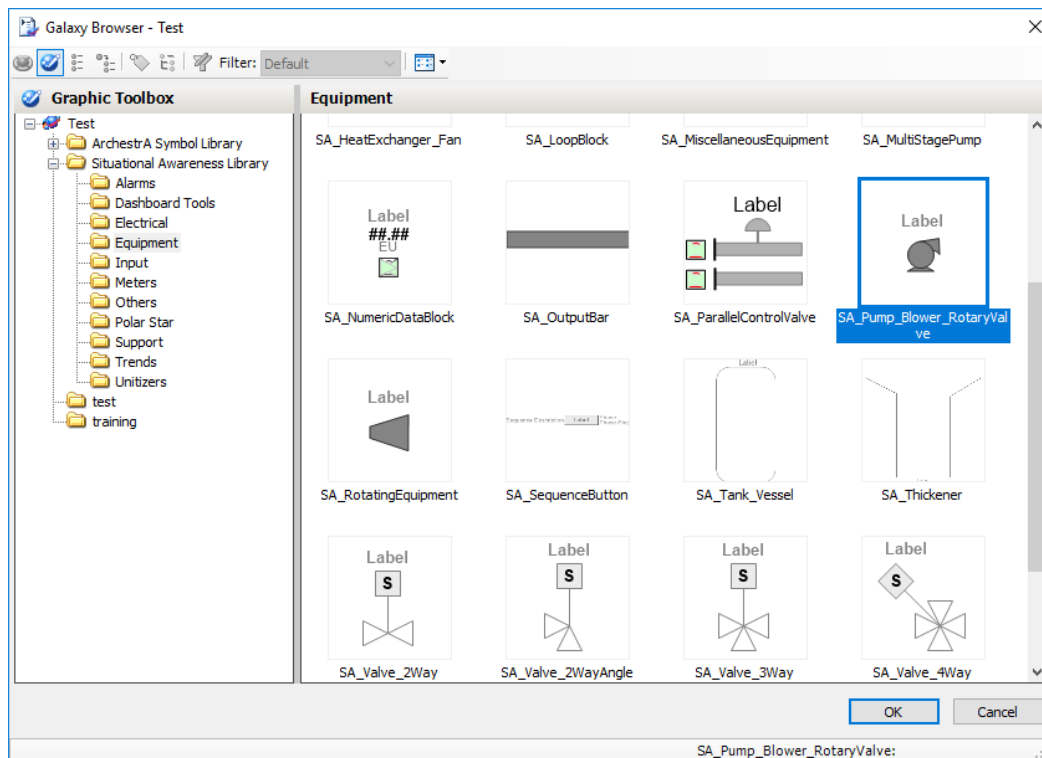 Galaxy Browser - Test
Filter: Default
Graphic Toolbox
Equipment
Test
ArchestrA Symbol Library
Situational Awareness Library
Alarms
Dashboard Tools
Electrical
Equipment
Input
Meters
Others
Polar Star
Support
Trends
Unitizers
test
training
SA_HeatExchanger_Fan
SA_LoopBlock
SA_MiscellaneousEquipment
SA_MultiStagePump
Label
##.##
EU
SA_NumericDataBlock
SA_OutputBar
Label
SA_ParallelControlValve
Label
SA_Pump_Blower_RotaryVal
ve
Label
SA_RotatingEquipment
Sequence Description Label
SA_SequenceButton
Label
SA_Tank_Vessel
SA_Thickener
Label
S
SA_Valve_2Way
Label
S
SA_Valve_2WayAngle
Label
S
SA_Valve_3Way
Label
S
SA_Valve_4Way
OK
Cancel
SA_Pump_Blower_RotaryValve: